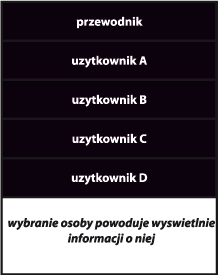 przewodnik
uzytkownik A
uzytkownik B
uzytkownik C
uzytkownik D
wybranie osoby powoduje wyswietlnie
informacji o niej